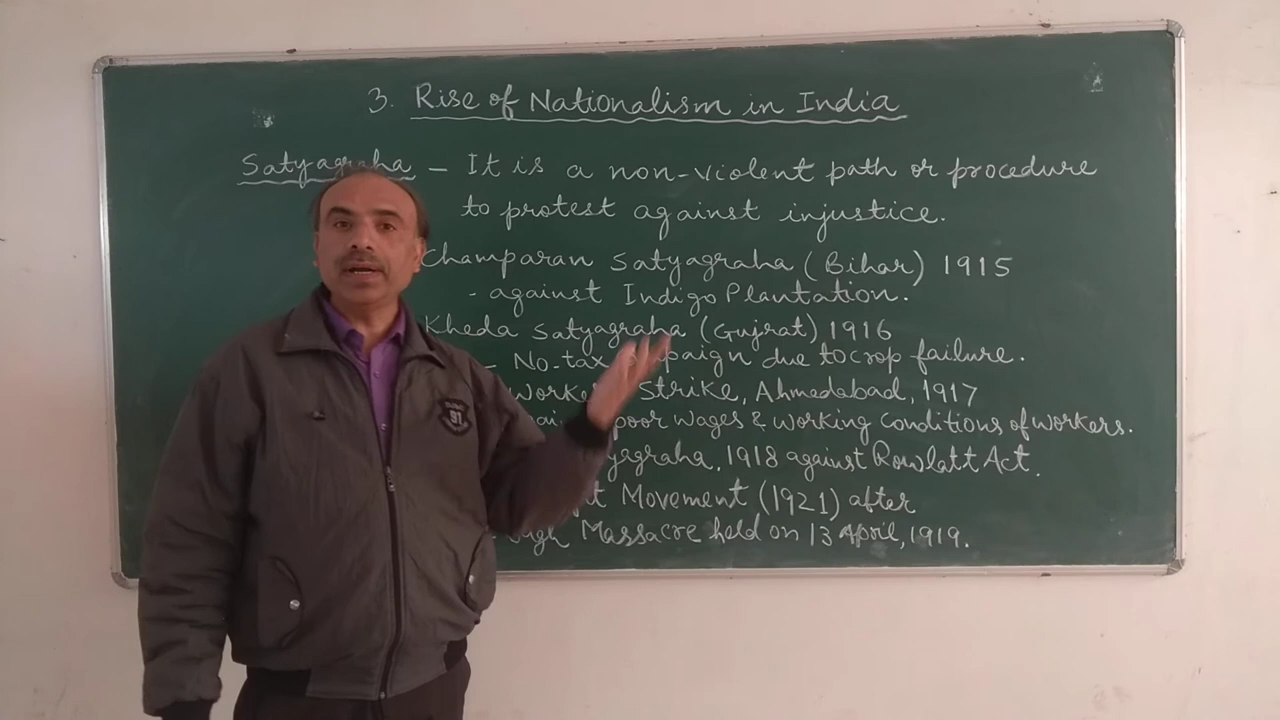 3. Rise of Nationalism in India
Satyagraha – It is a non-violent path or procedure
to protest against injustice.
Champaran Satyagraha (Bihar) 1915
- against Indigo Plantation.
Kheda Satyagraha (Gujrat) 1916
- No-tax due to crop failure.
Strike, Ahmedabad, 1917
poor wages & working conditions of workers.
1918 against Rowlatt Act.
Movement (1921) after
Massacre held on 13 April, 1919.
97